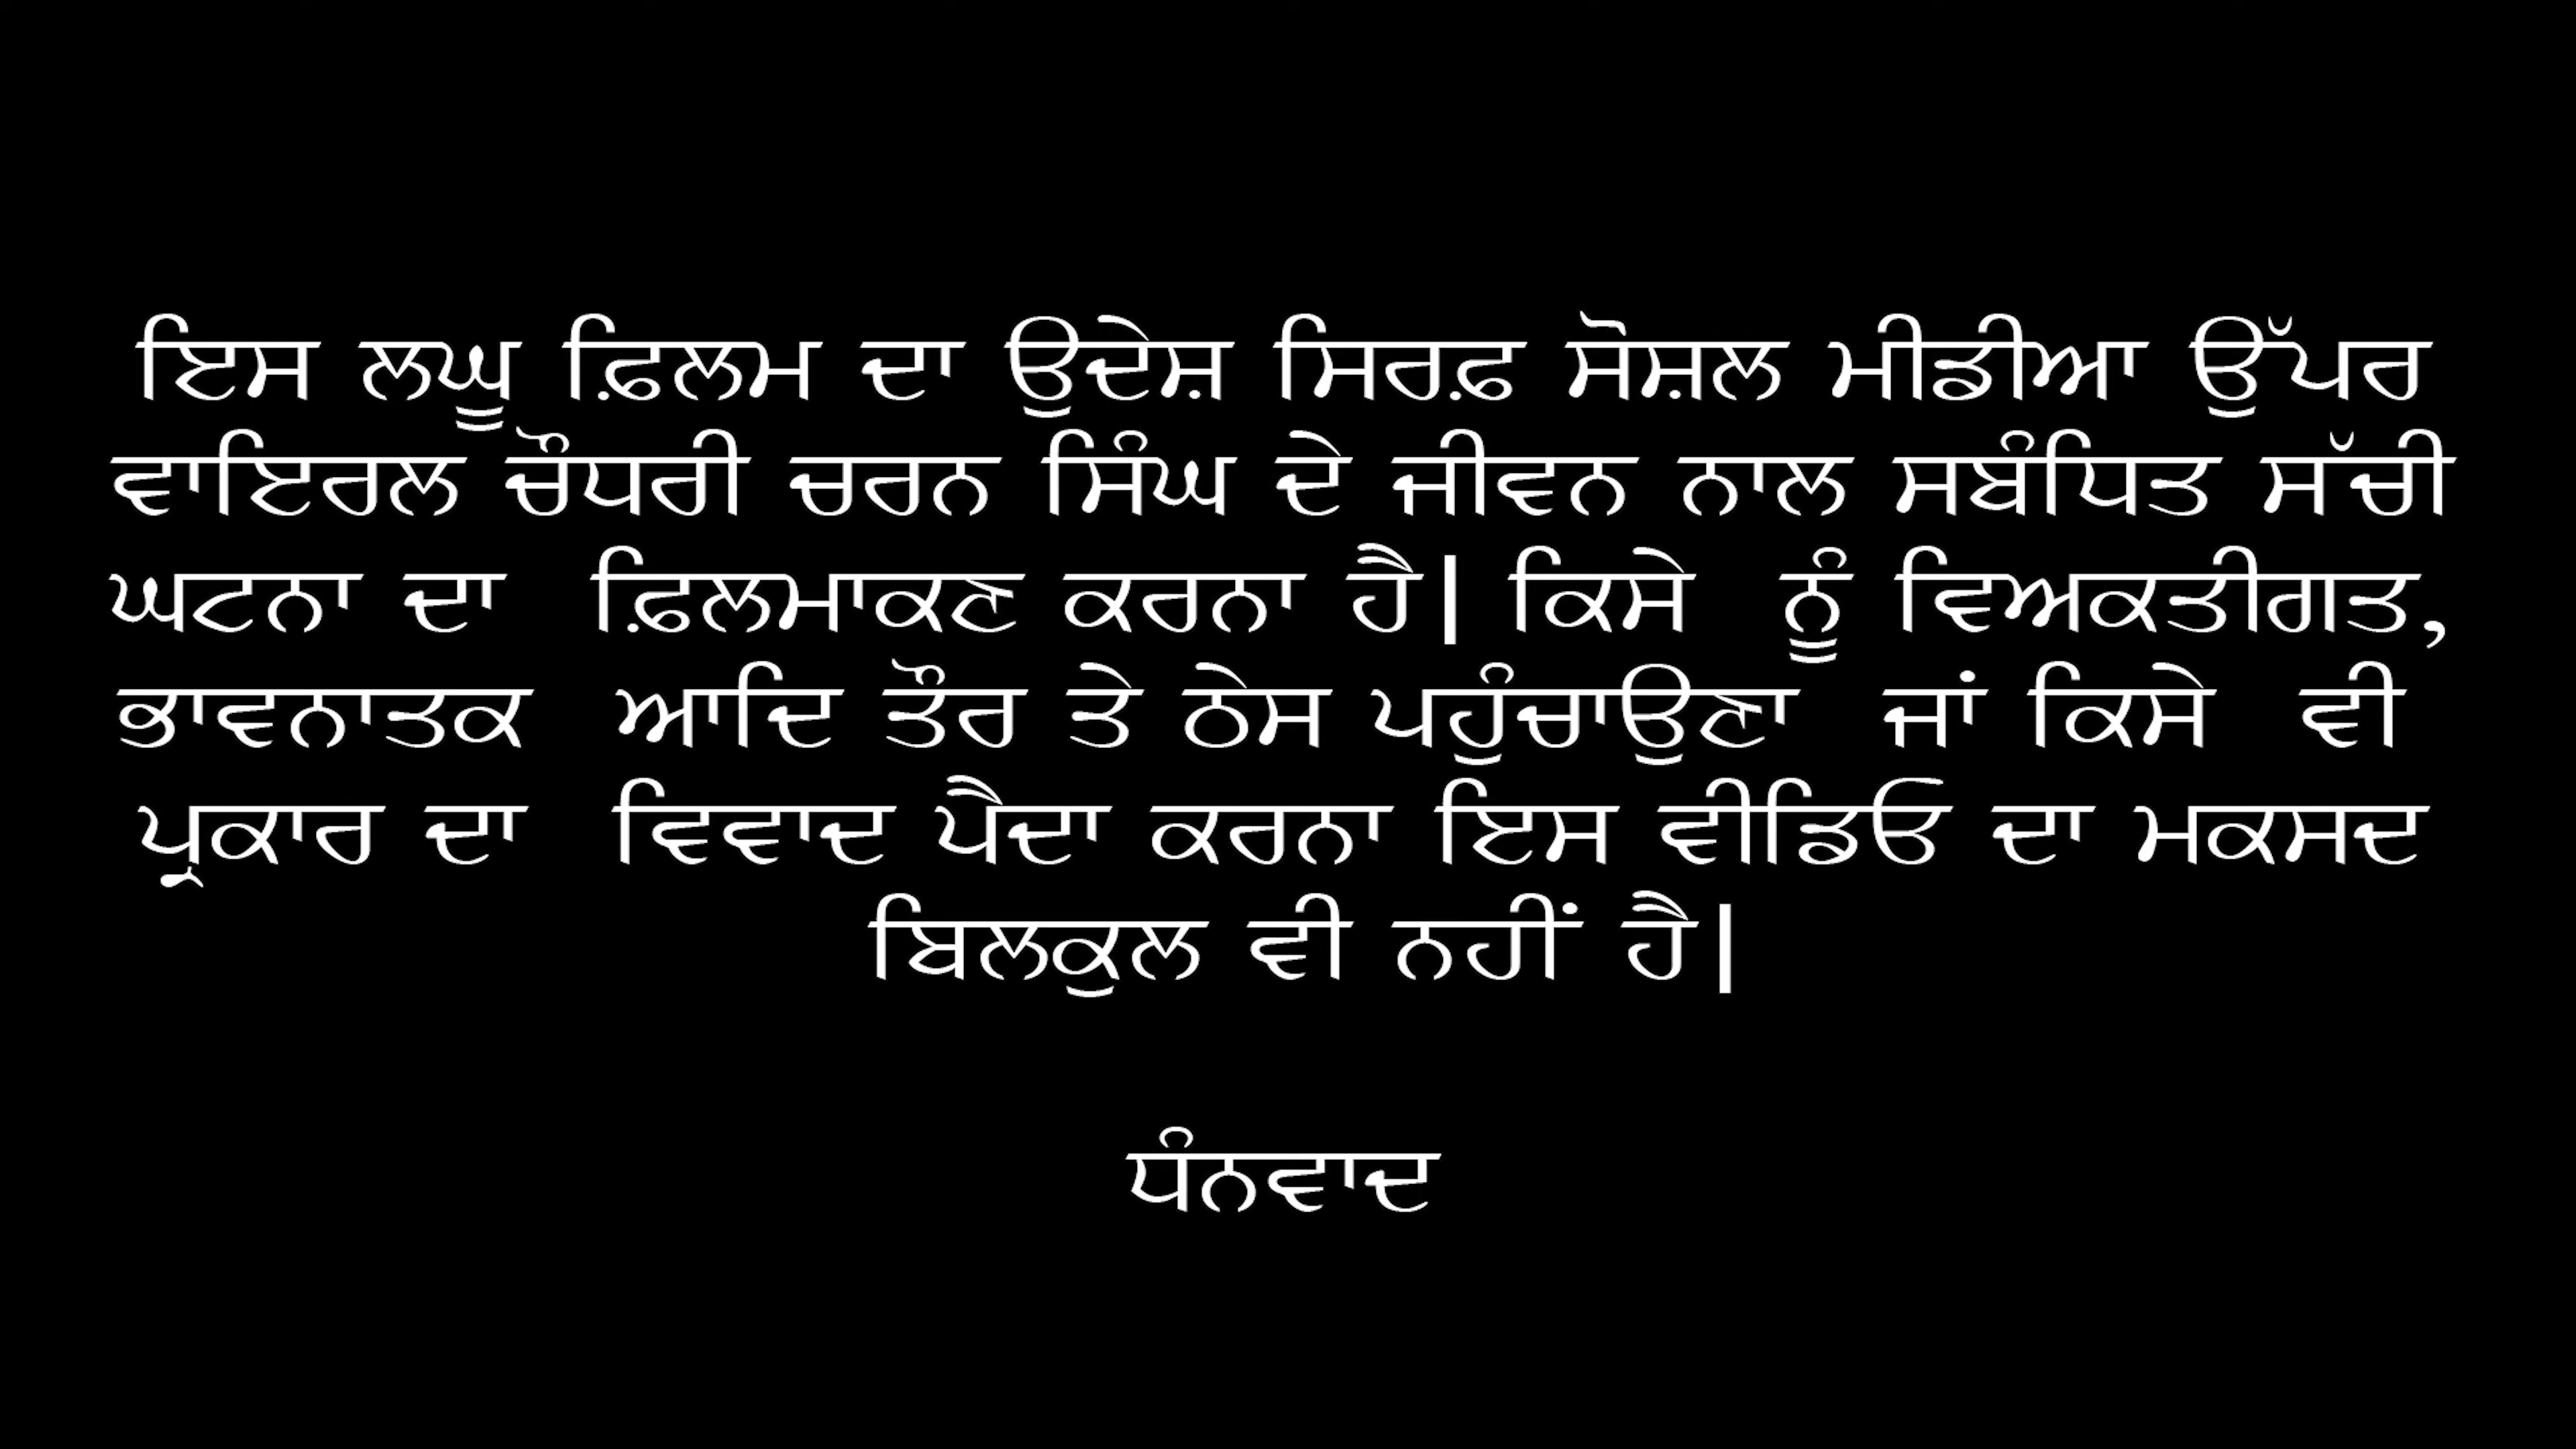 ਇਸ ਲਘੂ ਫ਼ਿਲਮ ਦਾ ਉਦੇਸ਼ ਸਿਰਫ਼ ਸੋਸ਼ਲ ਮੀਡੀਆ ਉੱਪਰ
ਵਾਇਰਲ ਚੌਧਰੀ ਚਰਨ ਸਿੰਘ ਦੇ ਜੀਵਨ ਨਾਲ ਸਬੰਧਿਤ ਸੱਚੀ
ਘਟਨਾ ਦਾ ਫ਼ਿਲਮਾਕਣ ਕਰਨਾ ਹੈ| ਕਿਸੇ ਨੂੰ ਵਿਅਕਤੀਗਤ,
ਭਾਵਨਾਤਕ ਆਦਿ ਤੌਰ ਤੇ ਠੇਸ ਪਹੁੰਚਾਉਣਾ ਜਾਂ ਕਿਸੇ ਵੀ
ਪ੍ਰਕਾਰ ਦਾ ਵਿਵਾਦ ਪੈਦਾ ਕਰਨਾ ਇਸ ਵੀਡਿਓ ਦਾ ਮਕਸਦ
ਬਿਲਕੁਲ ਵੀ ਨਹੀਂ ਹੈ|
ਧੰਨਵਾਦ